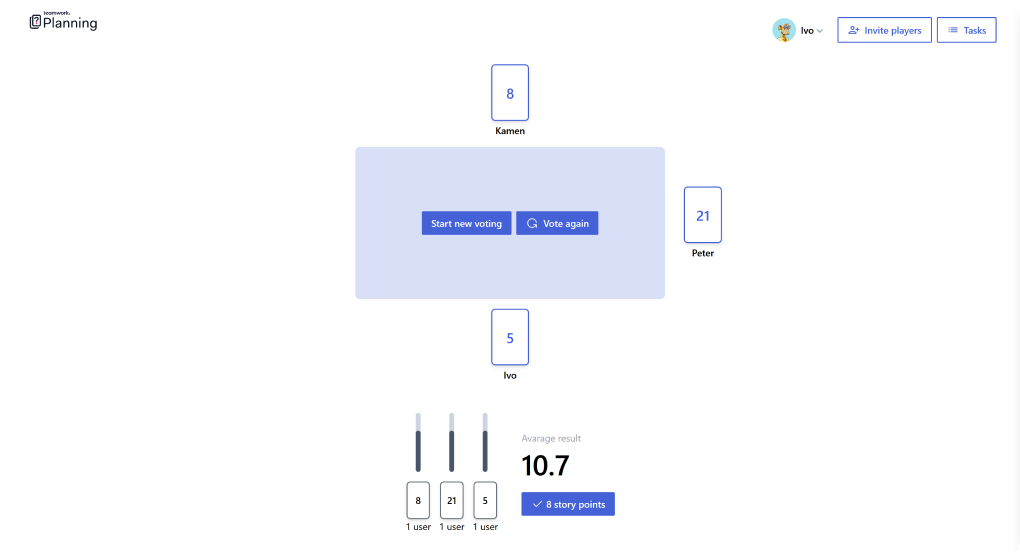 teamwork.
Planning
Ivo
Invite players
Tasks
8
Kamen
Start new voting
Vote again
21
Peter
5
Ivo
Avarage result
10.7
8 story points
8
21
5
1 user
1 user
1 user